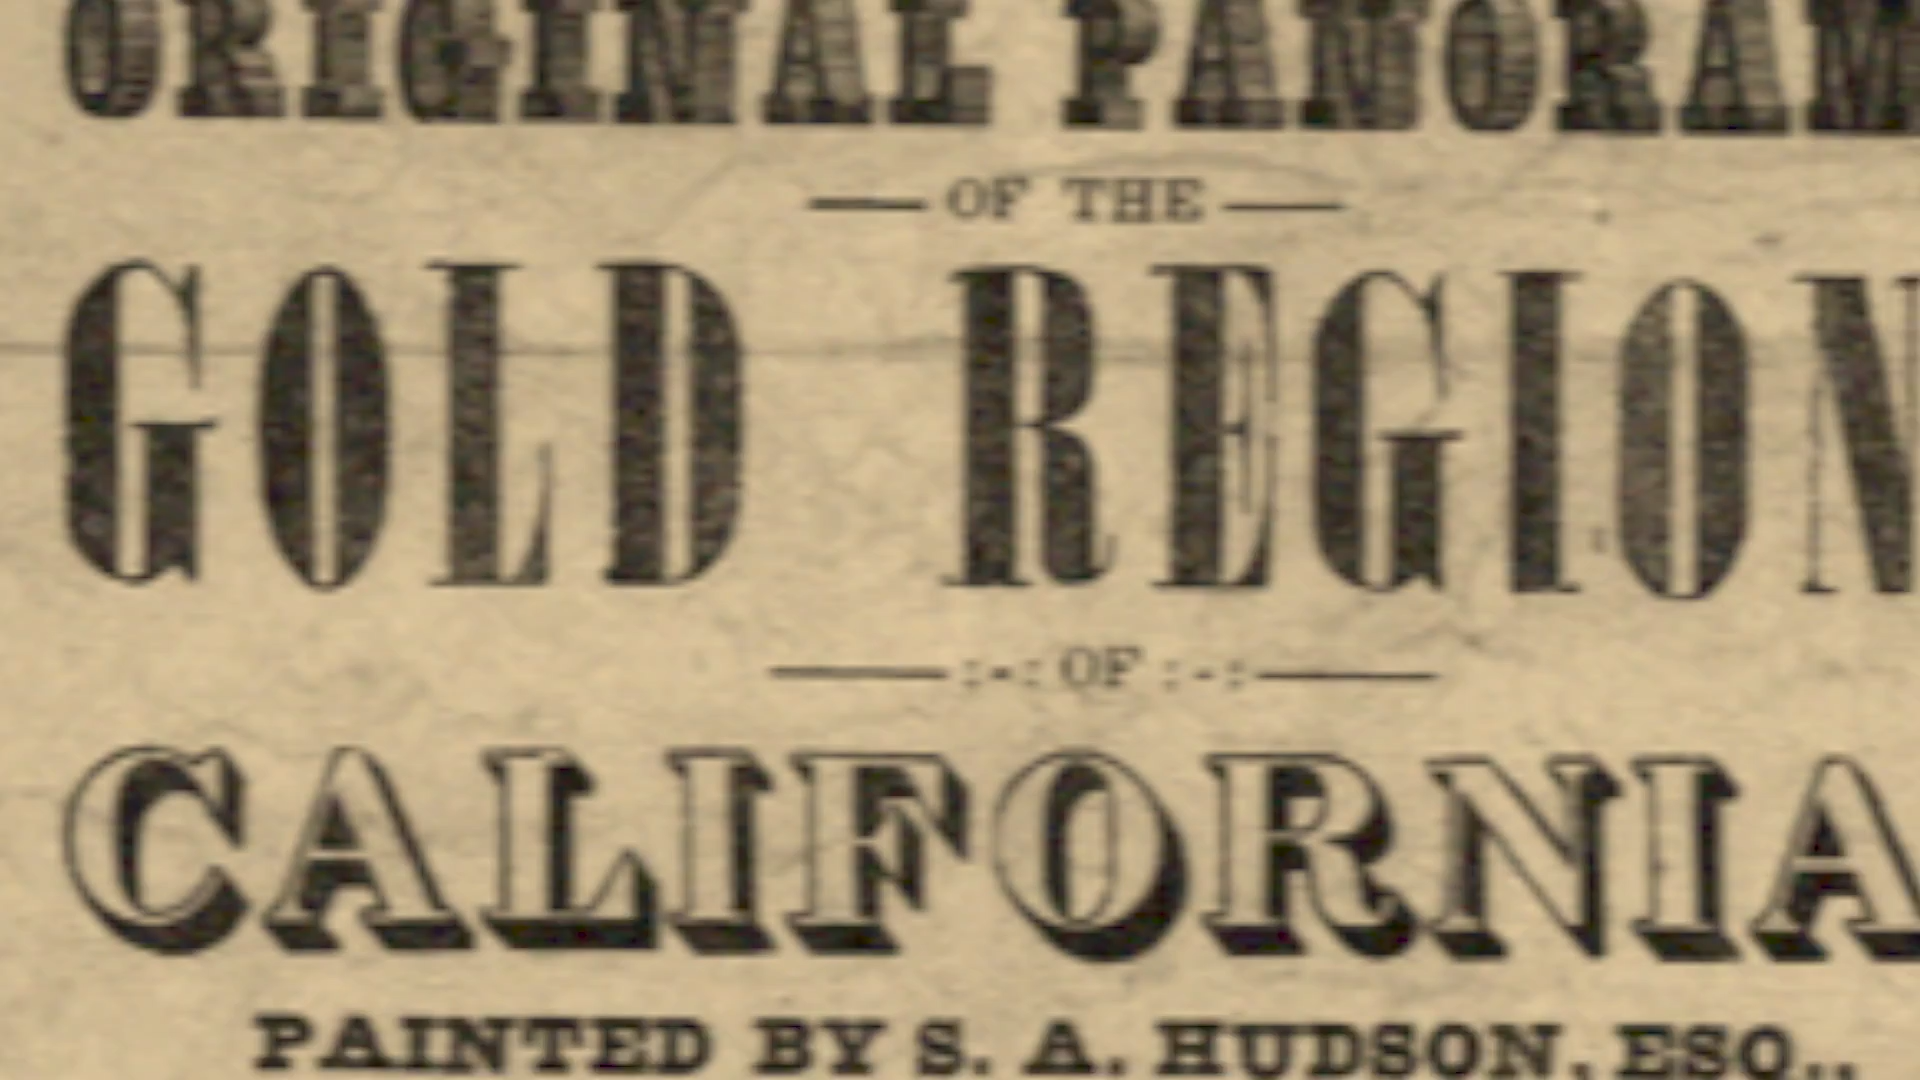 ORIGINAL PANORAM
OF THE
GOLD REGION
:-: OF :-:
CALIFORNIA
PAINTED BY S. A. HUDSON, ESQ.,